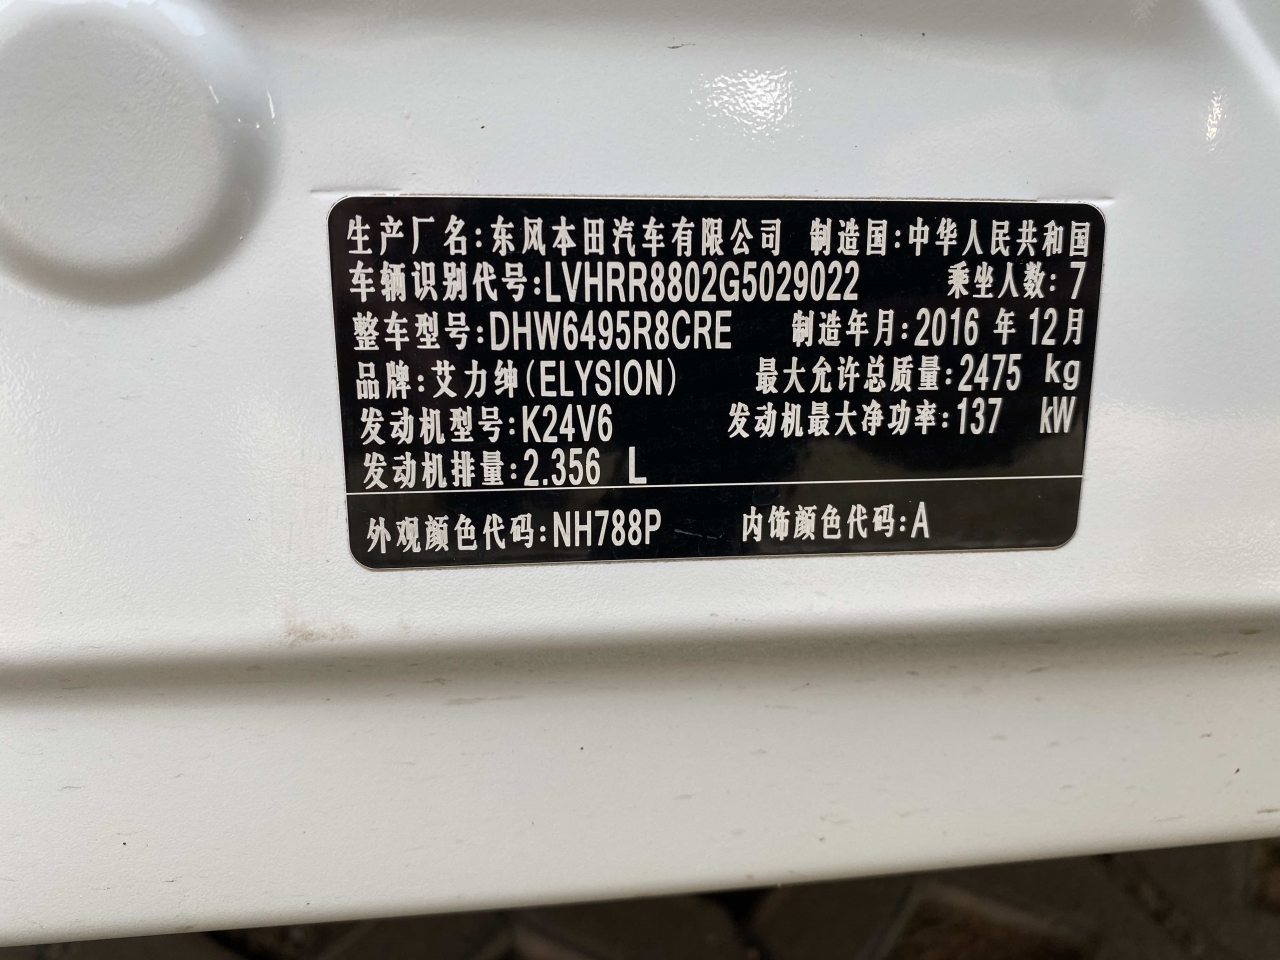 生产厂名:东风本田汽车有限公司 制造国:中华人民共和国
车辆识别代号:LVHRR8802G5029022 乘坐人数:7
整车型号:DHW6495R8CRE 制造年月:2016 年 12月
品牌:艾力绅(ELYSION) 最大允许总质量:2475 kg
发动机型号:K24V6 发动机最大净功率:137 kW
发动机排量:2.356 L
外观颜色代码:NH788P 内饰颜色代码:A